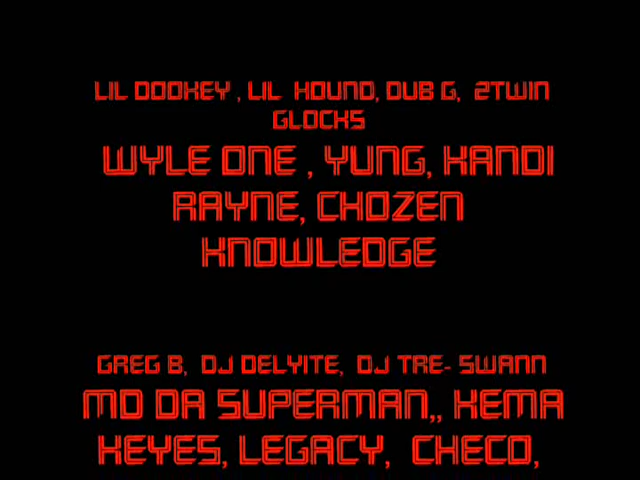 LIL DOOKEY , LIL HOUND, DUB G, 2TWIN
GLOCKS
WYLE ONE , YUNG, KANDI
RAYNE, CHOZEN
KNOWLEDGE
GREG B, DJ DELYITE, DJ TRE- SWANN
MD DA SUPERMAN,, KEMA
KEYES, LEGACY, CHECO,